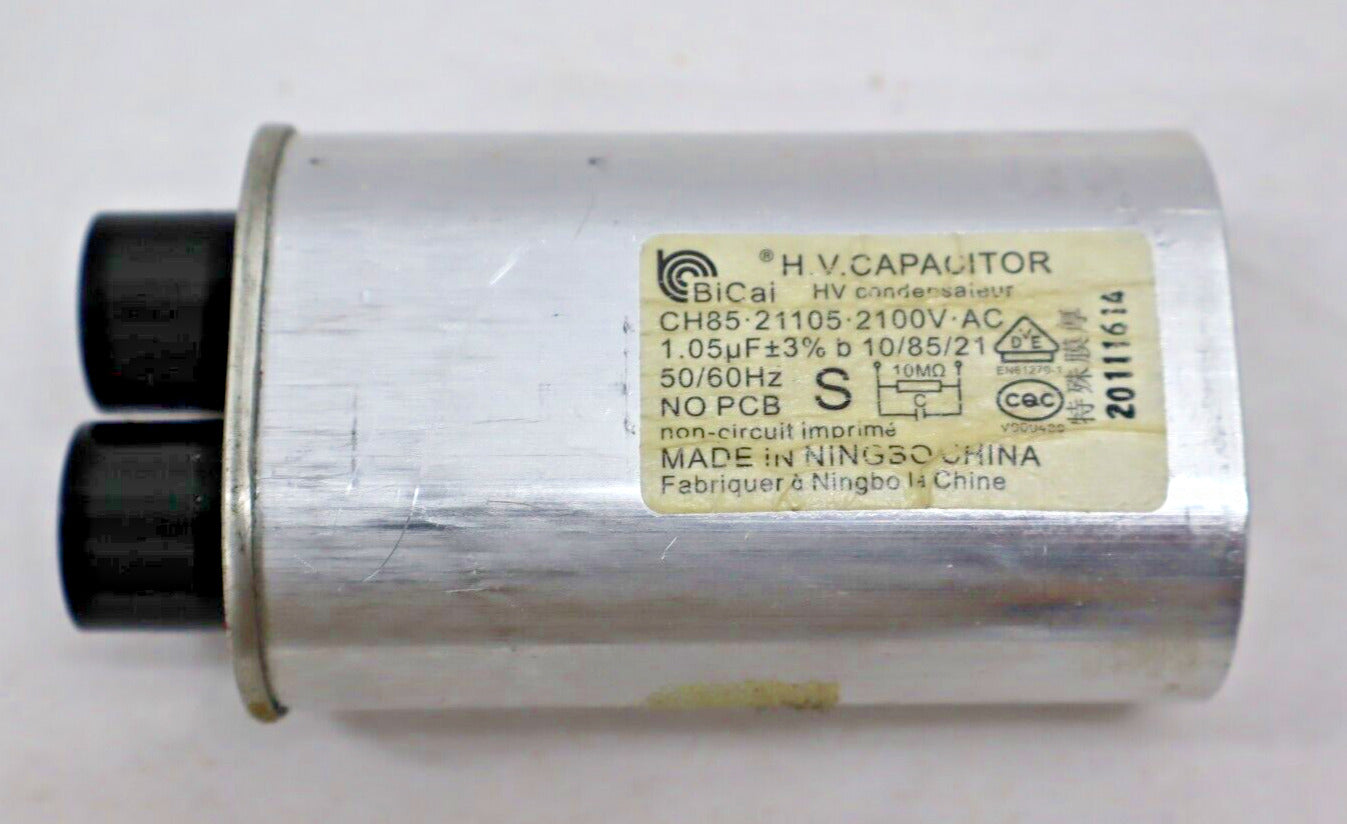 ® H.V.CAPACITOR
BiCai HV condensateur
CH85·21105·2100V·AC
1.05µF±3% b 10/85/21
50/60Hz S
10MΩ
C
NO PCB
non-circuit imprimé
MADE IN NINGBO CHINA
Fabriquer à Ningbo la Chine
DVE
EN61270-1
CQC
特殊膜厚
20111614